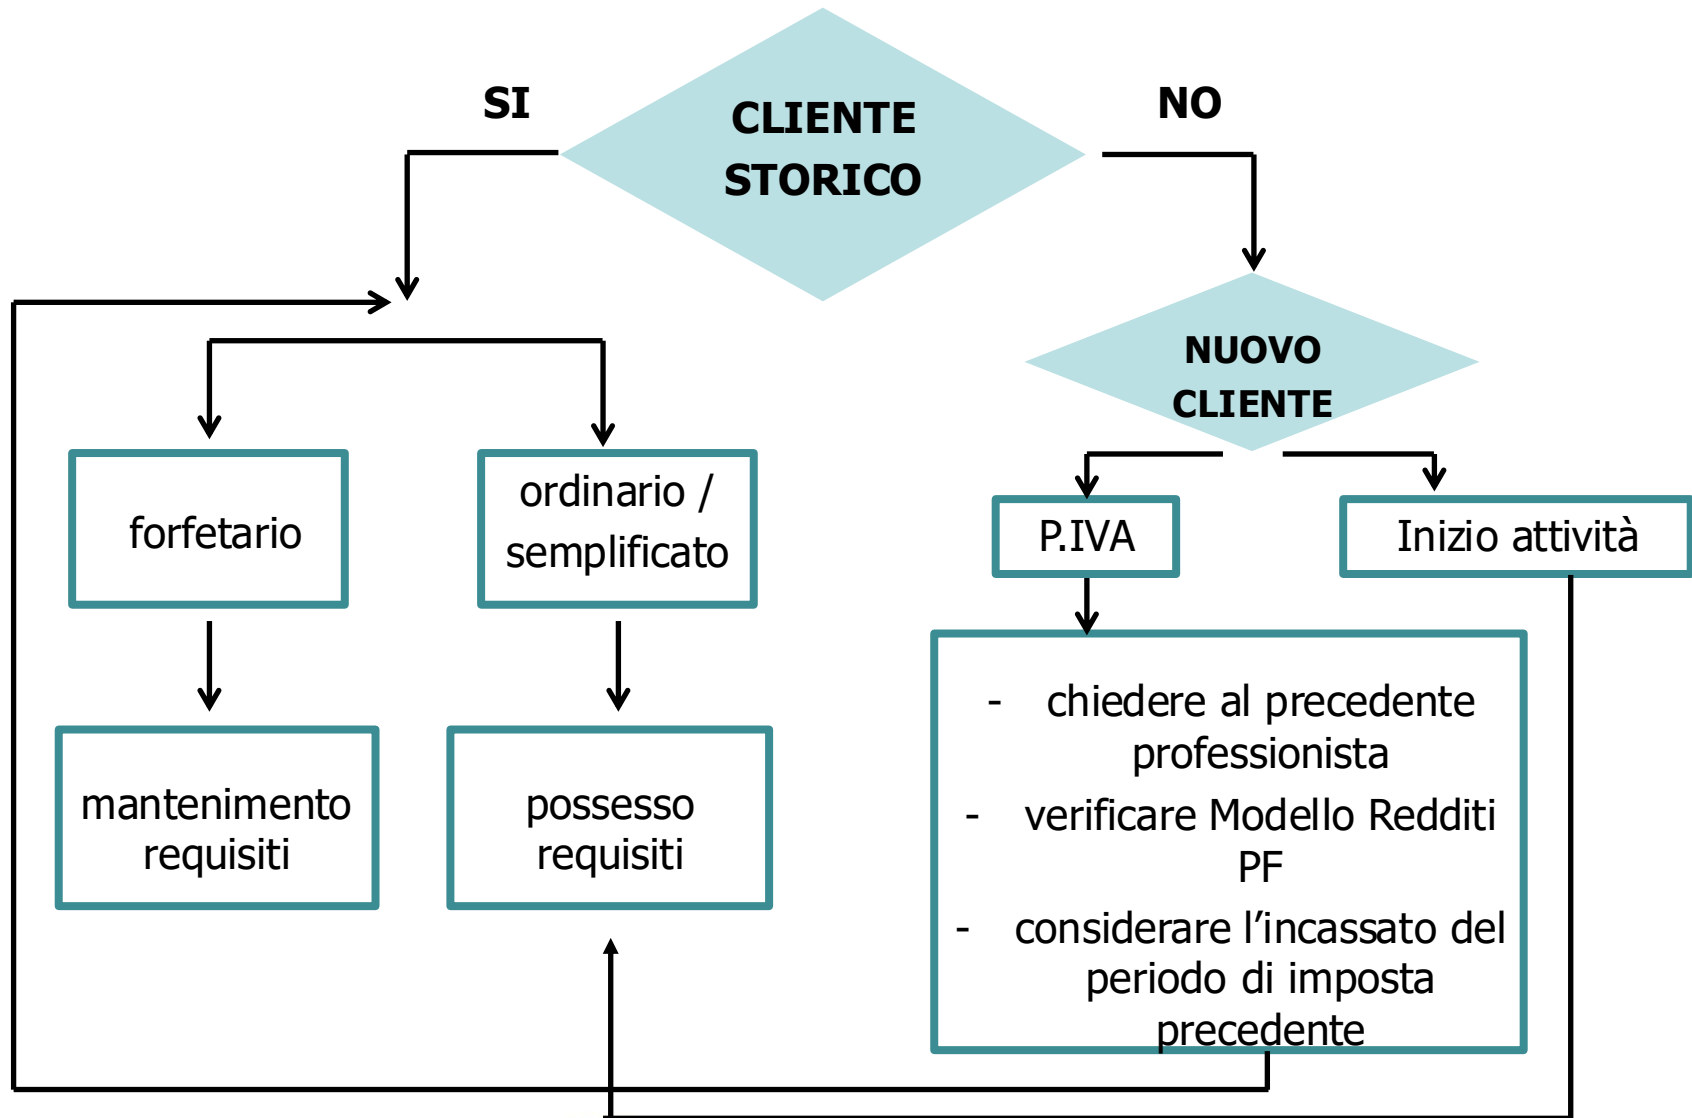 SI
CLIENTE
STORICO
NO
NUOVO
CLIENTE
forfetario
ordinario /
semplificato
P.IVA
Inizio attività
mantenimento
requisiti
possesso
requisiti
- chiedere al precedente
professionista
- verificare Modello Redditi
PF
- considerare l’incassato del
periodo di imposta
precedente